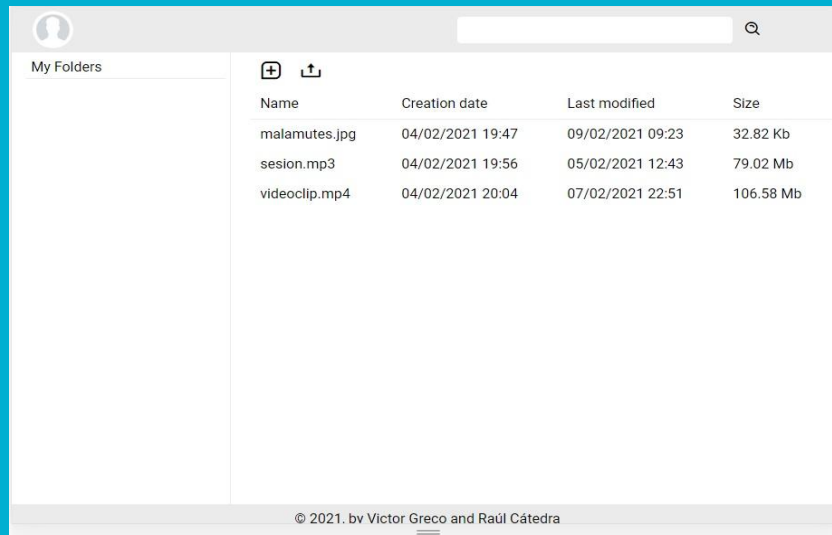 My Folders
Name Creation date Last modified Size
malamutes.jpg 04/02/2021 19:47 09/02/2021 09:23 32.82 Kb
sesion.mp3 04/02/2021 19:56 05/02/2021 12:43 79.02 Mb
videoclip.mp4 04/02/2021 20:04 07/02/2021 22:51 106.58 Mb
© 2021. by Victor Greco and Raúl Cátedra